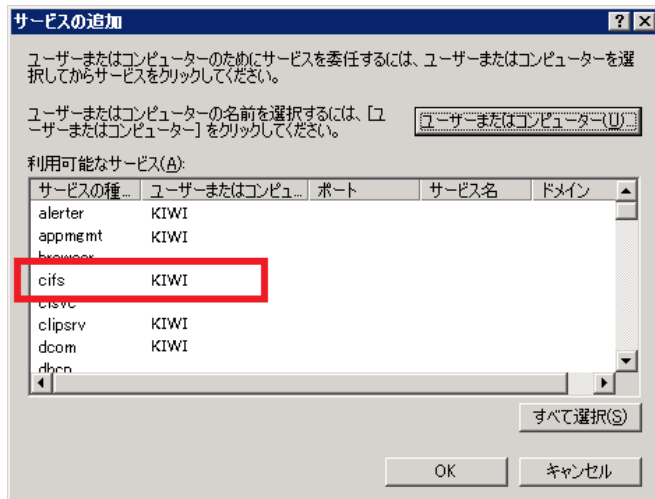 サービスの追加
ユーザーまたはコンピューターのためにサービスを委任するには、ユーザーまたはコンピューターを選
択してからサービスをクリックしてください。
ユーザーまたはコンピューターの名前を選択するには、[ユ
ーザーまたはコンピューター] をクリックしてください。
ユーザーまたはコンピューター(U)...
利用可能なサービス(A):
サービスの種... ユーザーまたはコンピュ... ポート サービス名 ドメイン
alerter KIWI
appmgmt KIWI
browser
cifs KIWI
cisvc
clipsrv KIWI
dcom KIWI
dhcp
すべて選択(S)
OK キャンセル